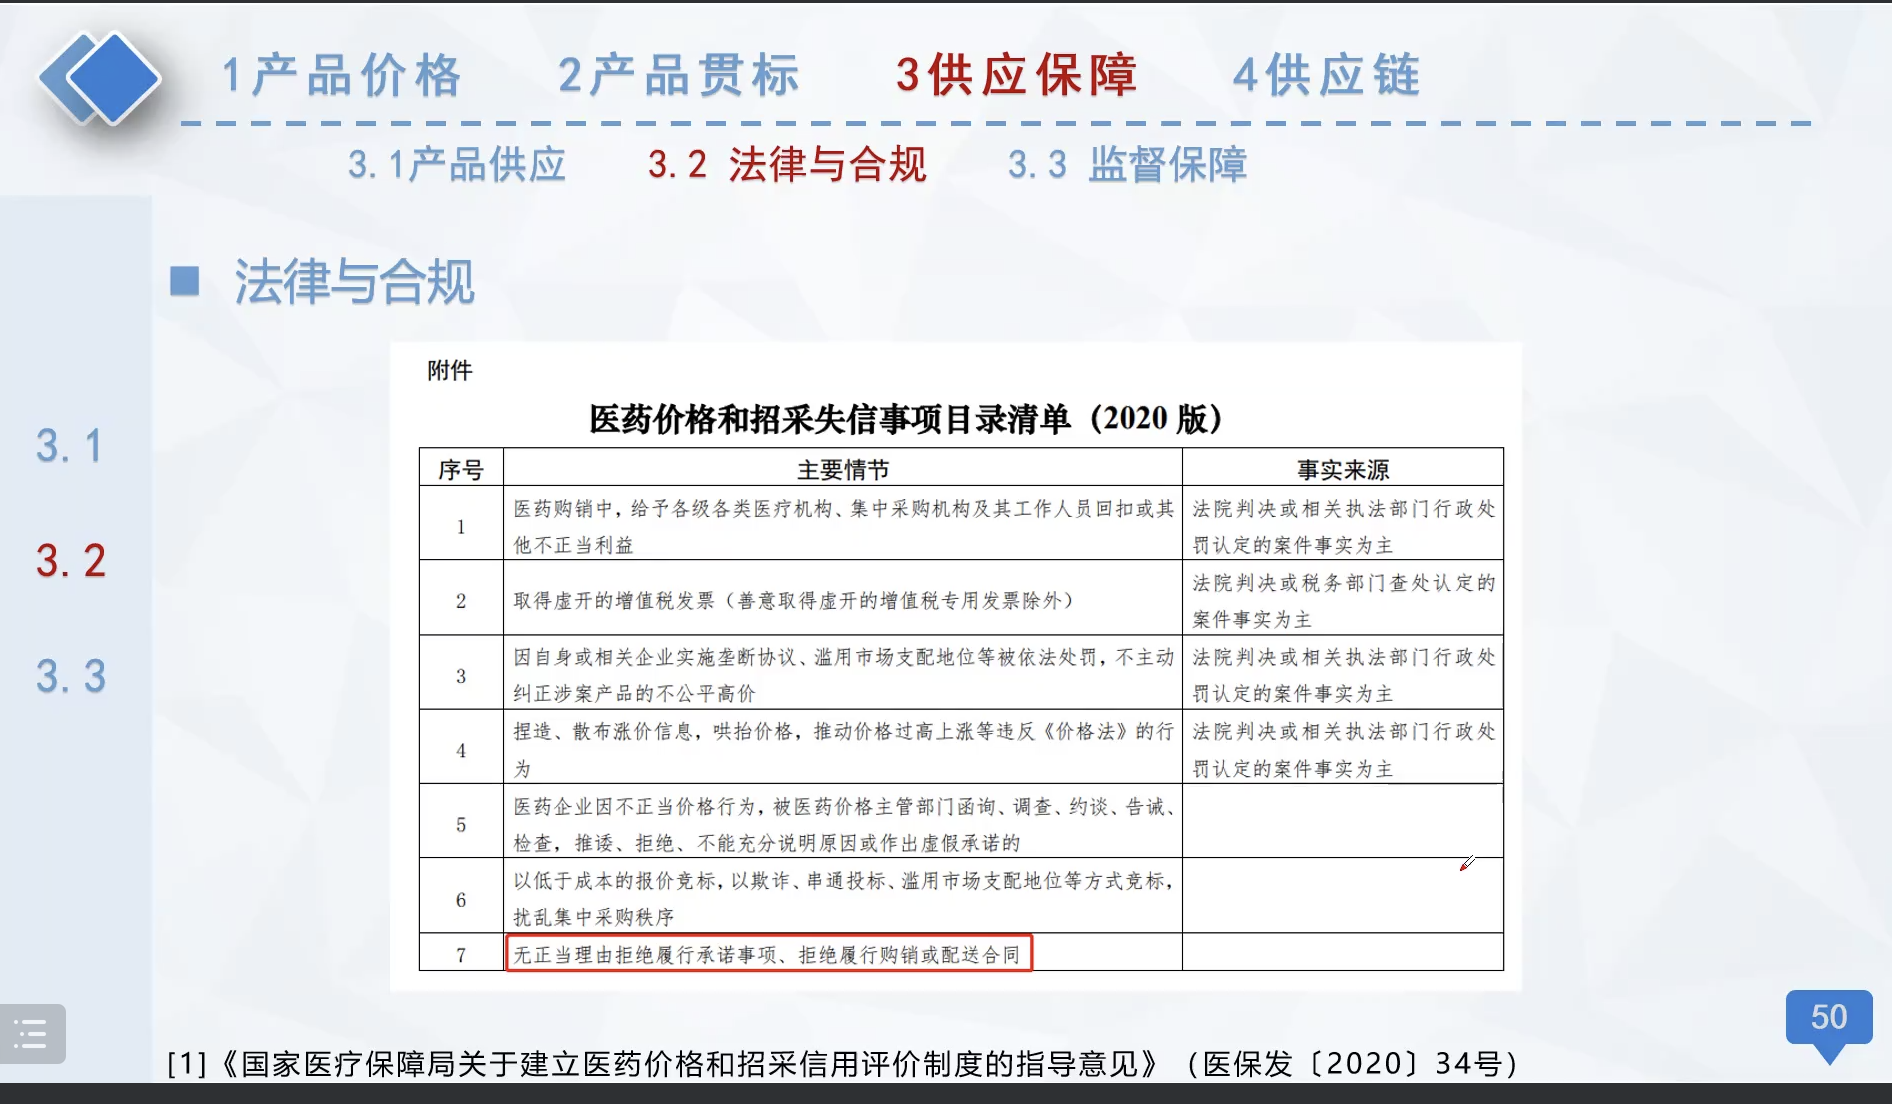 1产品价格 2产品贯标 3供应保障 4供应链
3.1产品供应 3.2 法律与合规 3.3 监督保障
法律与合规
3.1
3.2
3.3
附件
医药价格和招采失信事项目录清单（2020 版）
序号 主要情节 事实来源
1 医药购销中，给予各级各类医疗机构、集中采购机构及其工作人员回扣或其 法院判决或相关执法部门行政处
他不正当利益 罚认定的案件事实为主
2 取得虚开的增值税发票（善意取得虚开的增值税专用发票除外） 法院判决或税务部门查处认定的
案件事实为主
3 因自身或相关企业实施垄断协议、滥用市场支配地位等被依法处罚，不主动 法院判决或相关执法部门行政处
纠正涉案产品的不公平高价 罚认定的案件事实为主
4 捏造、散布涨价信息，哄抬价格，推动价格过高上涨等违反《价格法》的行 法院判决或相关执法部门行政处
为 罚认定的案件事实为主
5 医药企业因不正当价格行为，被医药价格主管部门函询、调查、约谈、告诫、
检查，推诿、拒绝、不能充分说明原因或作出虚假承诺的
6 以低于成本的报价竞标，以欺诈、串通投标、滥用市场支配地位等方式竞标，
扰乱集中采购秩序
7 无正当理由拒绝履行承诺事项、拒绝履行购销或配送合同
50
[1]《国家医疗保障局关于建立医药价格和招采信用评价制度的指导意见》（医保发〔2020〕34号）